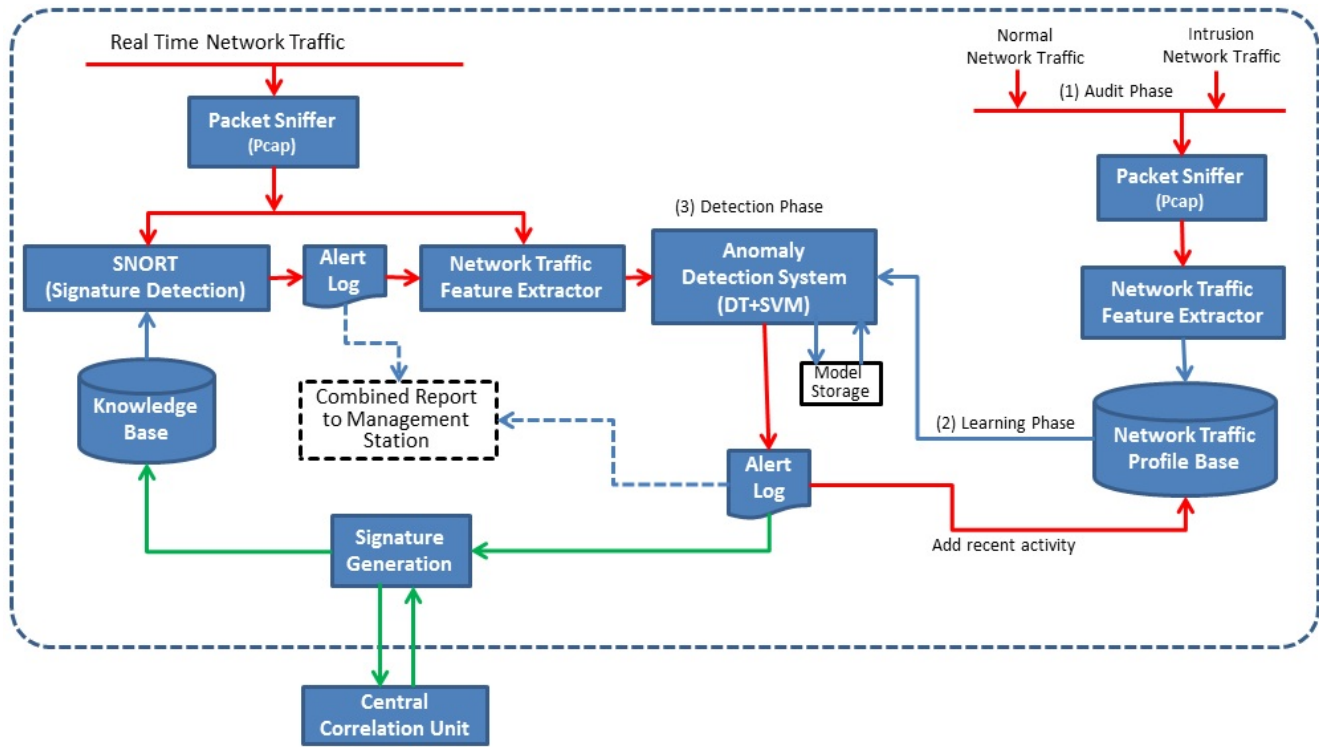 Real Time Network Traffic
Normal
Network Traffic
Intrusion
Network Traffic
(1) Audit Phase
Packet Sniffer
(Pcap)
Packet Sniffer
(Pcap)
(3) Detection Phase
SNORT
(Signature Detection)
Alert
Log
Network Traffic
Feature Extractor
Anomaly
Detection System
(DT+SVM)
Network Traffic
Feature Extractor
Model
Storage
Knowledge
Base
Combined Report
to Management
Station
(2) Learning Phase
Network Traffic
Profile Base
Alert
Log
Add recent activity
Signature
Generation
Central
Correlation Unit